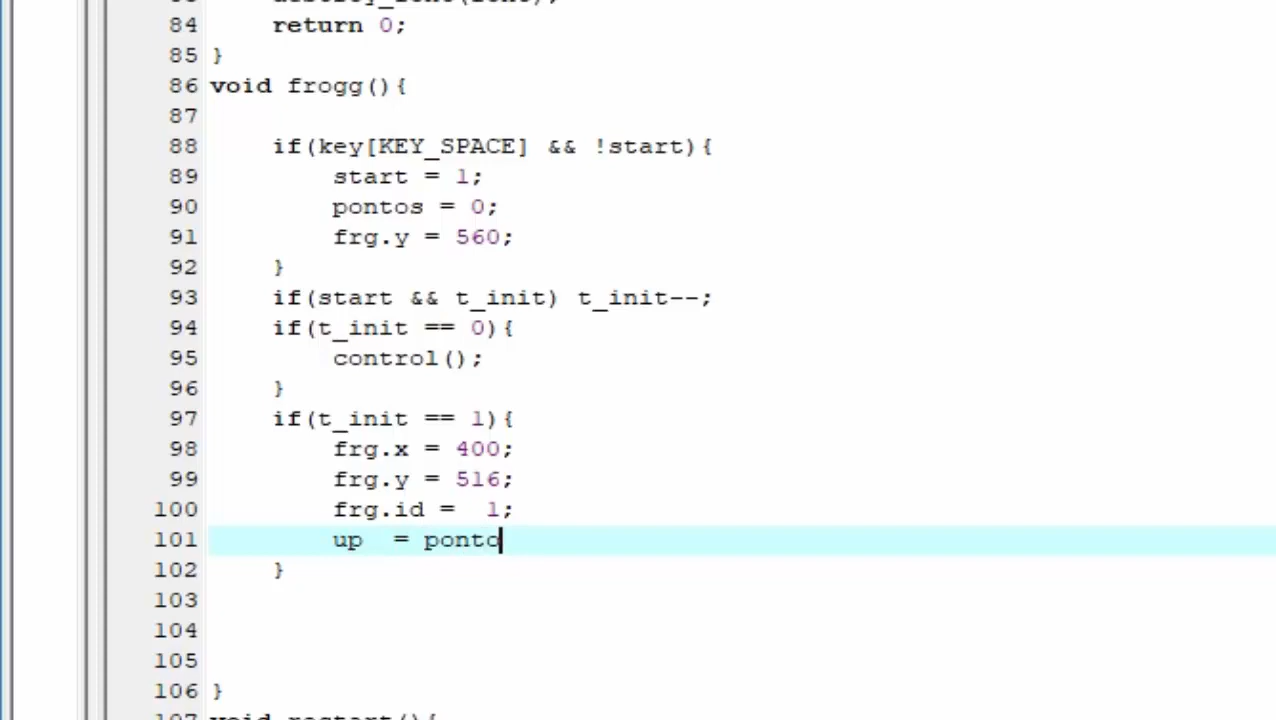 84     return 0;
85 }
86 void frogg(){
87
88     if(key[KEY_SPACE] && !start){
89         start = 1;
90         pontos = 0;
91         frg.y = 560;
92     }
93     if(start && t_init) t_init--;
94     if(t_init == 0){
95         control();
96     }
97     if(t_init == 1){
98         frg.x = 400;
99         frg.y = 516;
100         frg.id =  1;
101         up  = ponto
102     }
103
104
105
106 }
107 void restart(){